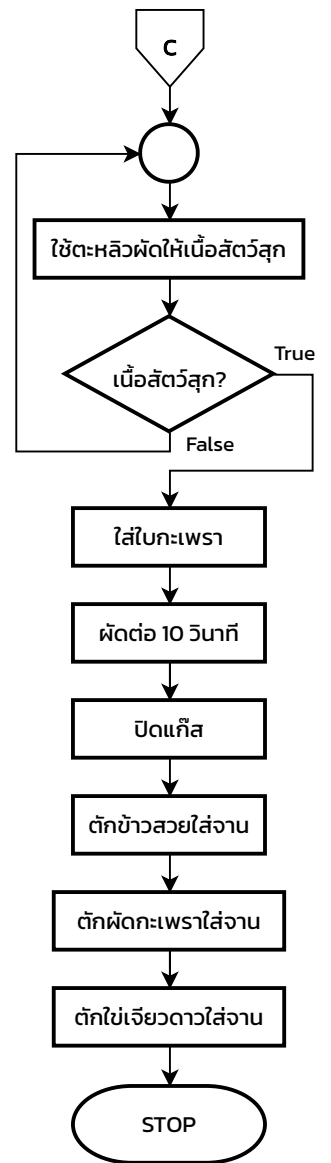 C
ใช้ตะหลิวผัดให้เนื้อสัตว์สุก
True
เนื้อสัตว์สุก?
False
ใส่ใบกะเพรา
ผัดต่อ 10 วินาที
ปิดแก๊ส
ตักข้าวสวยใส่จาน
ตักผัดกะเพราใส่จาน
ตักไข่เจียวดาวใส่จาน
STOP